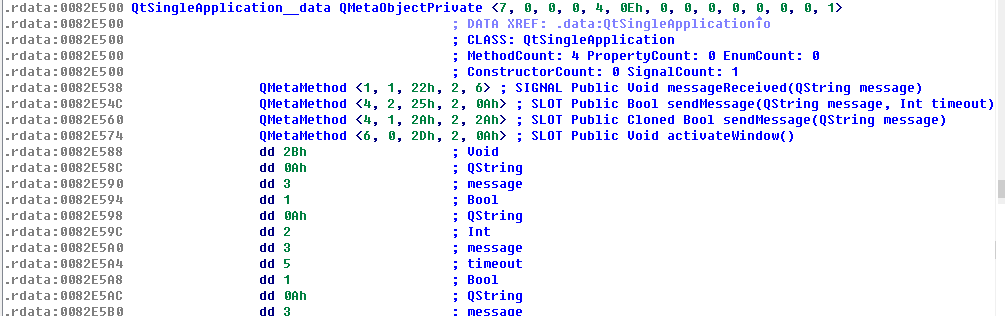 .rdata:0082E500 QtSingleApplication__data QMetaObjectPrivate <7, 0, 0, 0, 4, 0Eh, 0, 0, 0, 0, 0, 0, 0, 1>
.rdata:0082E500 ; DATA XREF: .data:QtSingleApplication↑o
.rdata:0082E500 ; CLASS: QtSingleApplication
.rdata:0082E500 ; MethodCount: 4 PropertyCount: 0 EnumCount: 0
.rdata:0082E500 ; ConstructorCount: 0 SignalCount: 1
.rdata:0082E538 QMetaMethod <1, 1, 22h, 2, 6> ; SIGNAL Public Void messageReceived(QString message)
.rdata:0082E54C QMetaMethod <4, 2, 25h, 2, 0Ah> ; SLOT Public Bool sendMessage(QString message, Int timeout)
.rdata:0082E560 QMetaMethod <4, 1, 2Ah, 2, 2Ah> ; SLOT Public Cloned Bool sendMessage(QString message)
.rdata:0082E574 QMetaMethod <6, 0, 2Dh, 2, 0Ah> ; SLOT Public Void activateWindow()
.rdata:0082E588 dd 2Bh ; Void
.rdata:0082E58C dd 0Ah ; QString
.rdata:0082E590 dd 3 ; message
.rdata:0082E594 dd 1 ; Bool
.rdata:0082E598 dd 0Ah ; QString
.rdata:0082E59C dd 2 ; Int
.rdata:0082E5A0 dd 3 ; message
.rdata:0082E5A4 dd 5 ; timeout
.rdata:0082E5A8 dd 1 ; Bool
.rdata:0082E5AC dd 0Ah ; QString
.rdata:0082E5B0 dd 3 ; message